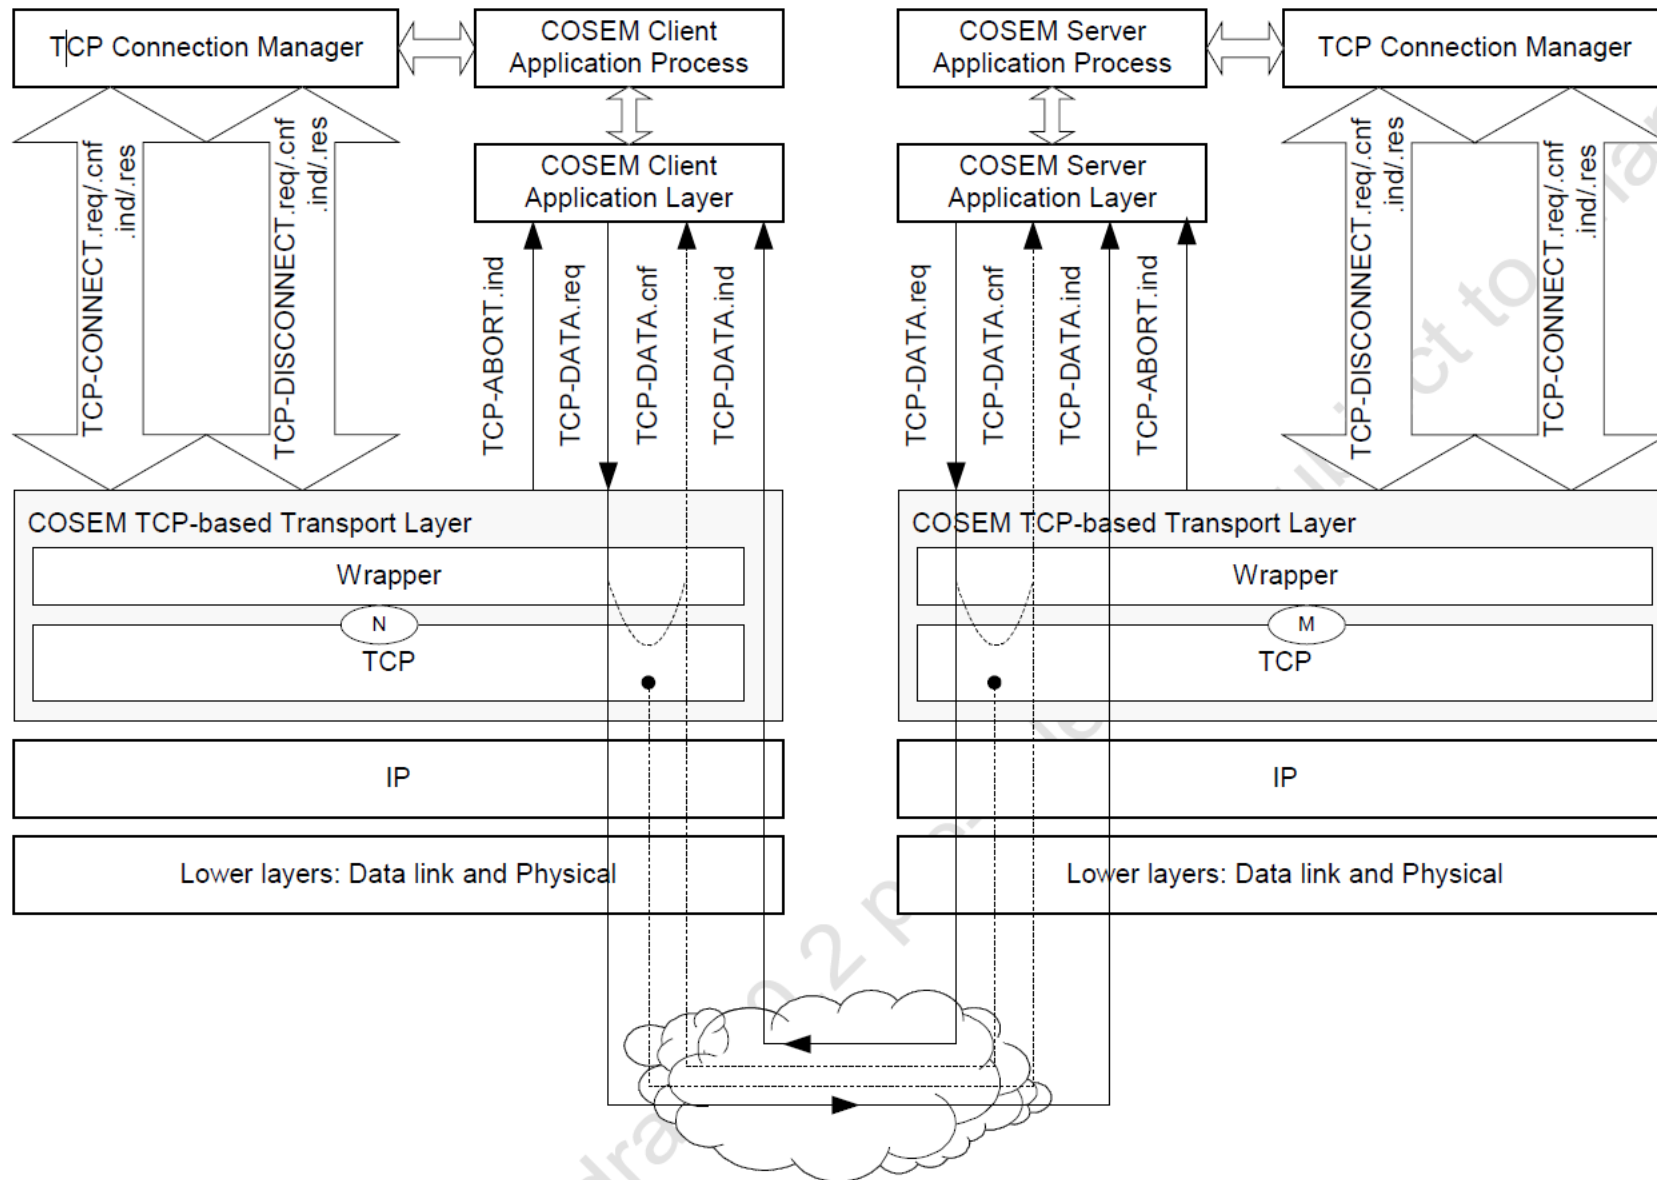 TCP Connection Manager
COSEM Client
Application Process
COSEM Server
Application Process
TCP Connection Manager
COSEM Client
Application Layer
COSEM Server
Application Layer
TCP-CONNECT.req/.cnf
.ind/.res
TCP-DISCONNECT.req/.cnf
.ind/.res
TCP-ABORT.ind
TCP-DATA.req
TCP-DATA.cnf
TCP-DATA.ind
TCP-DATA.req
TCP-DATA.cnf
TCP-DATA.ind
TCP-ABORT.ind
TCP-DISCONNECT.req/.cnf
.ind/.res
TCP-CONNECT.req/.cnf
.ind/.res
COSEM TCP-based Transport Layer
Wrapper
N
TCP
IP
Lower layers: Data link and Physical
COSEM TCP-based Transport Layer
Wrapper
M
TCP
IP
Lower layers: Data link and Physical